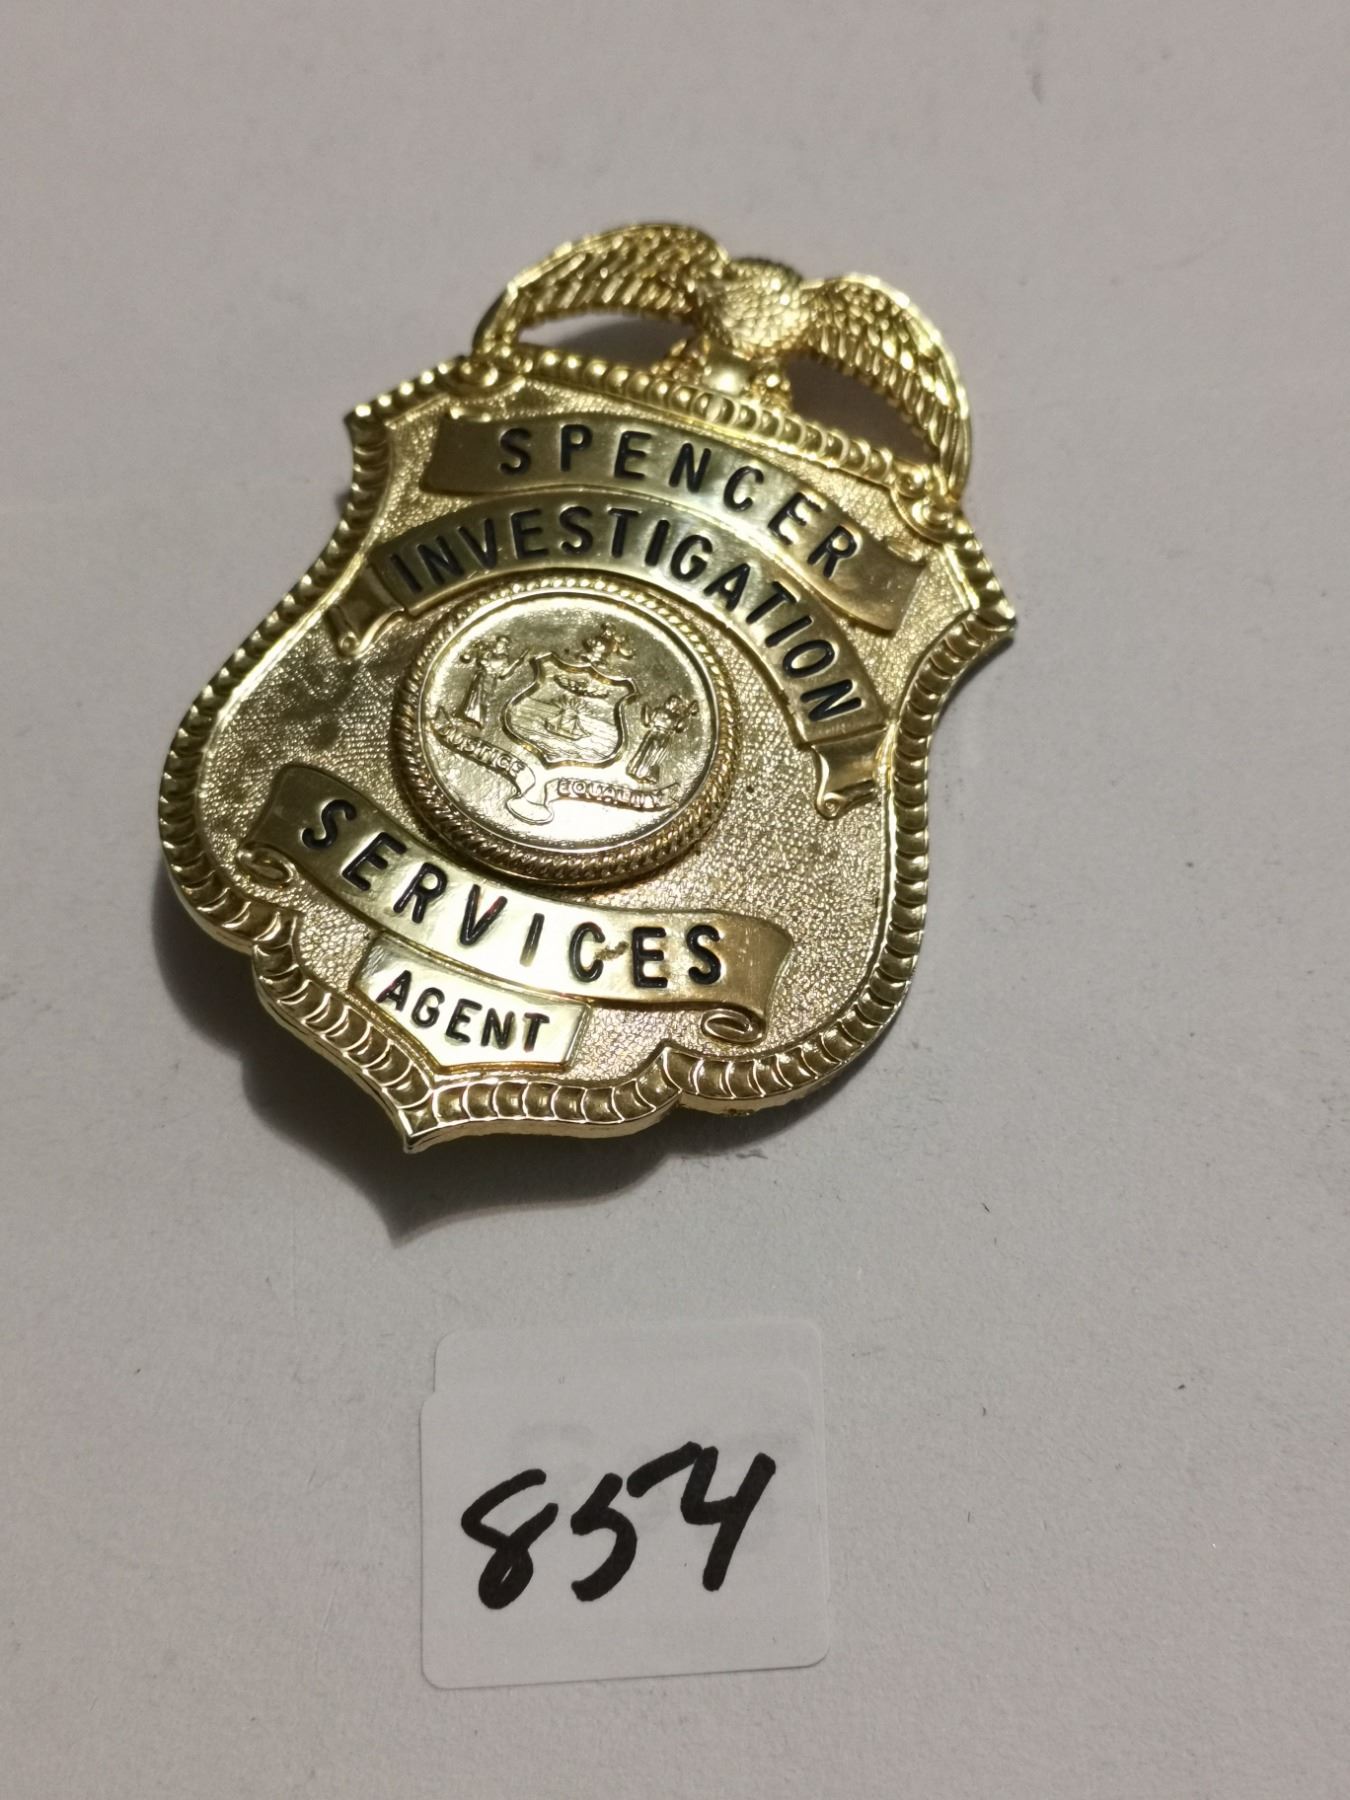 SPENCER
INVESTIGATION
JUSTICE EQUALITY
SERVICES
AGENT
854